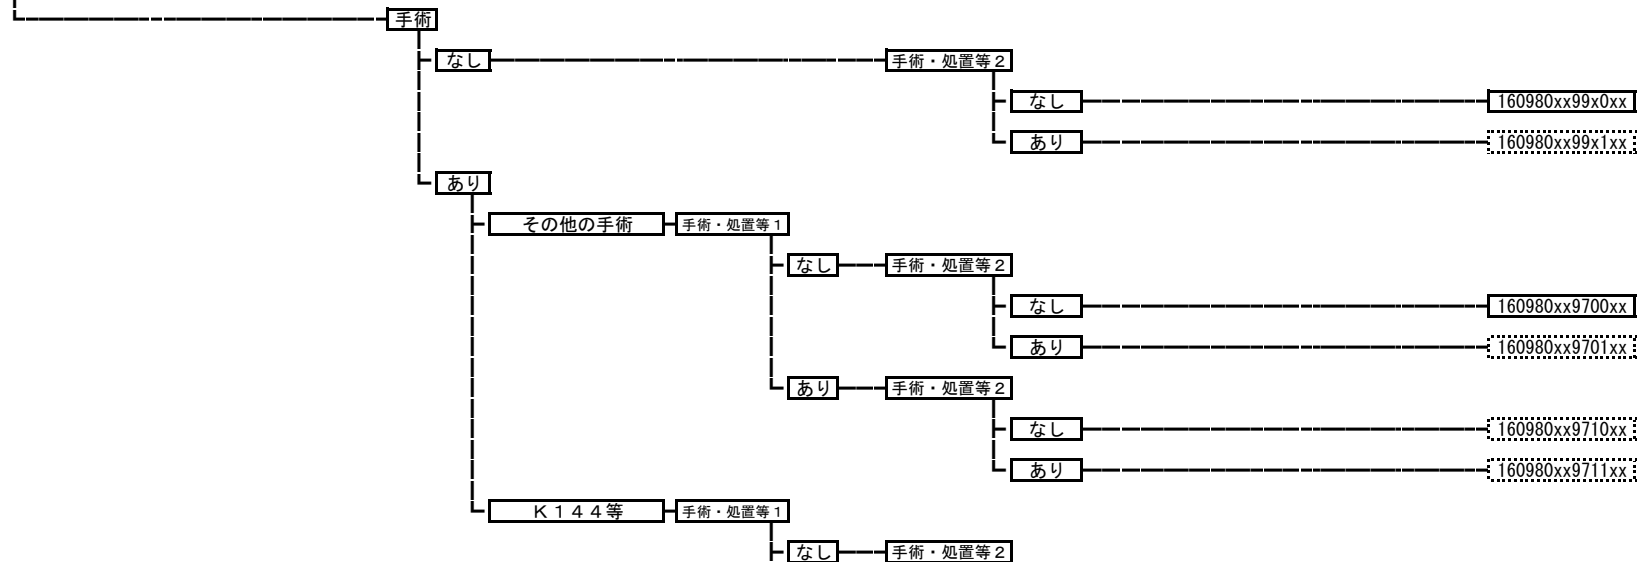 手術
なし 手術・処置等2
なし 160980xx99x0xx
あり 160980xx99x1xx
あり
その他の手術 手術・処置等1
なし 手術・処置等2
なし 160980xx9700xx
あり 160980xx9701xx
あり 手術・処置等2
なし 160980xx9710xx
あり 160980xx9711xx
K144等 手術・処置等1
なし 手術・処置等2